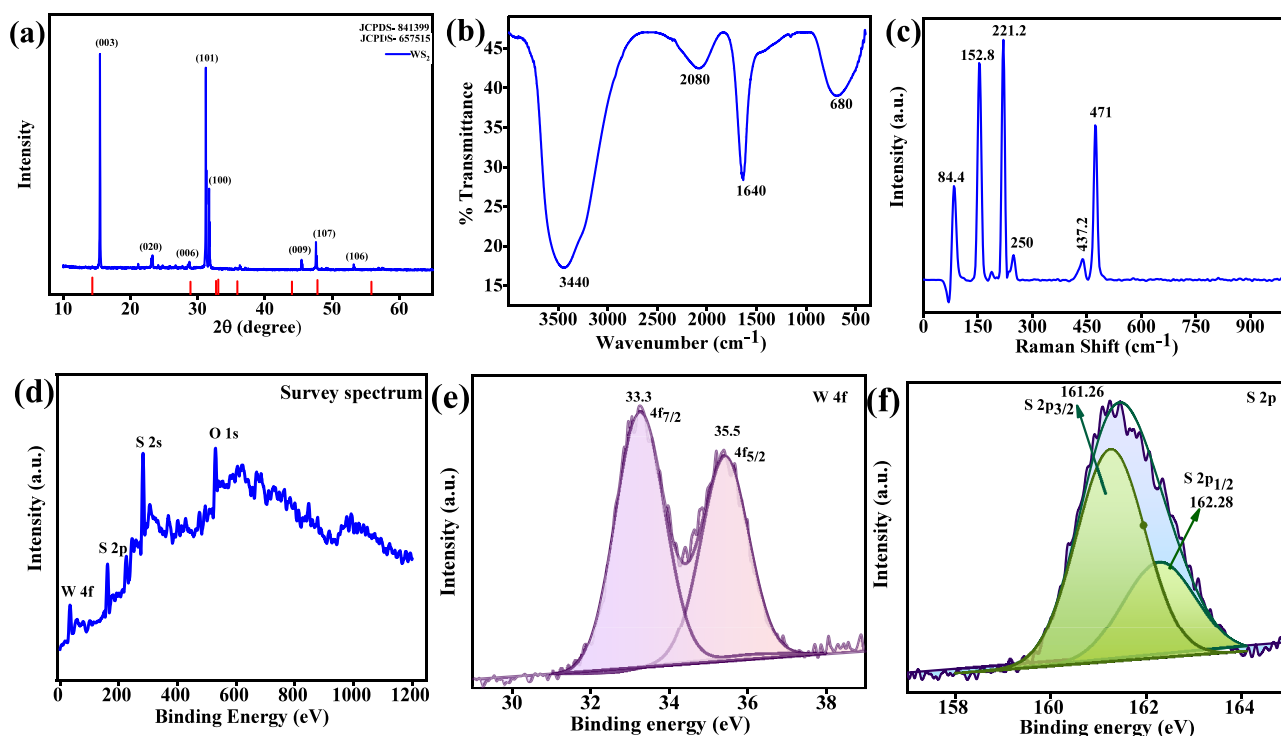 (a)
JCPDS- 841399
JCPDS- 657515
WS2
(003)
(101)
(100)
(020)
(006)
(009)
(107)
(106)
Intensity
10 20 30 40 50 60
2θ (degree)
(b)
45
40
35
30
25
20
15
% Transmittance
2080
680
1640
3440
3500 3000 2500 2000 1500 1000 500
Wavenumber (cm-1)
(c)
221.2
152.8
471
84.4
250
437.2
Intensity (a.u.)
0 150 300 450 600 750 900
Raman Shift (cm-1)
(d)
Survey spectrum
S 2s
O 1s
S 2p
W 4f
Intensity (a.u.)
0 200 400 600 800 1000 1200
Binding Energy (eV)
(e)
W 4f
33.3
4f7/2
35.5
4f5/2
Intensity (a.u.)
30 32 34 36 38
Binding energy (eV)
(f)
S 2p
161.26
S 2p3/2
S 2p1/2
162.28
Intensity (a.u.)
158 160 162 164
Binding energy (eV)